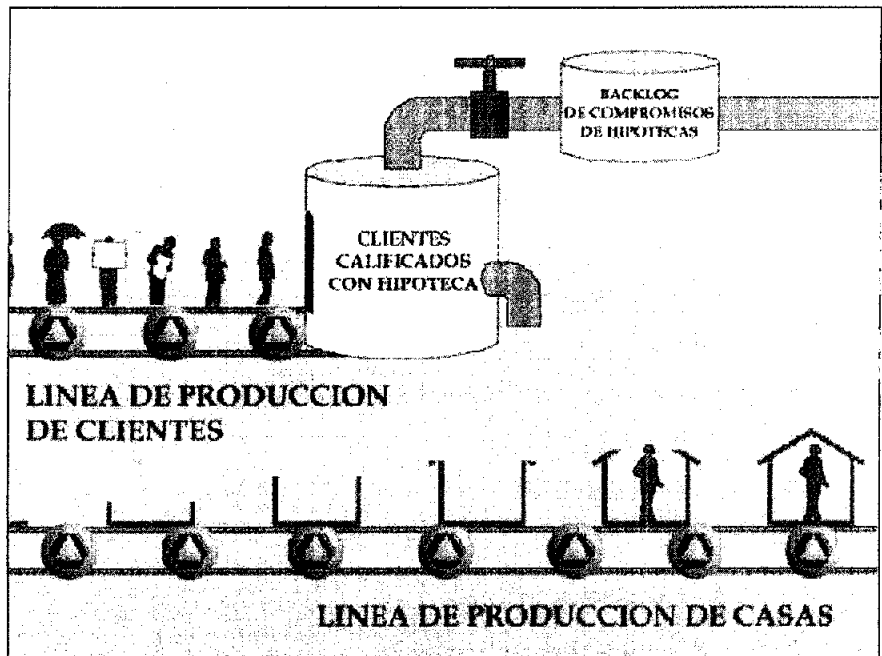 BACKLOG
DE COMPROMISOS
DE HIPOTECAS
CLIENTES
CALIFICADOS
CON HIPOTECA
LINEA DE PRODUCCION
DE CLIENTES
LINEA DE PRODUCCION DE CASAS